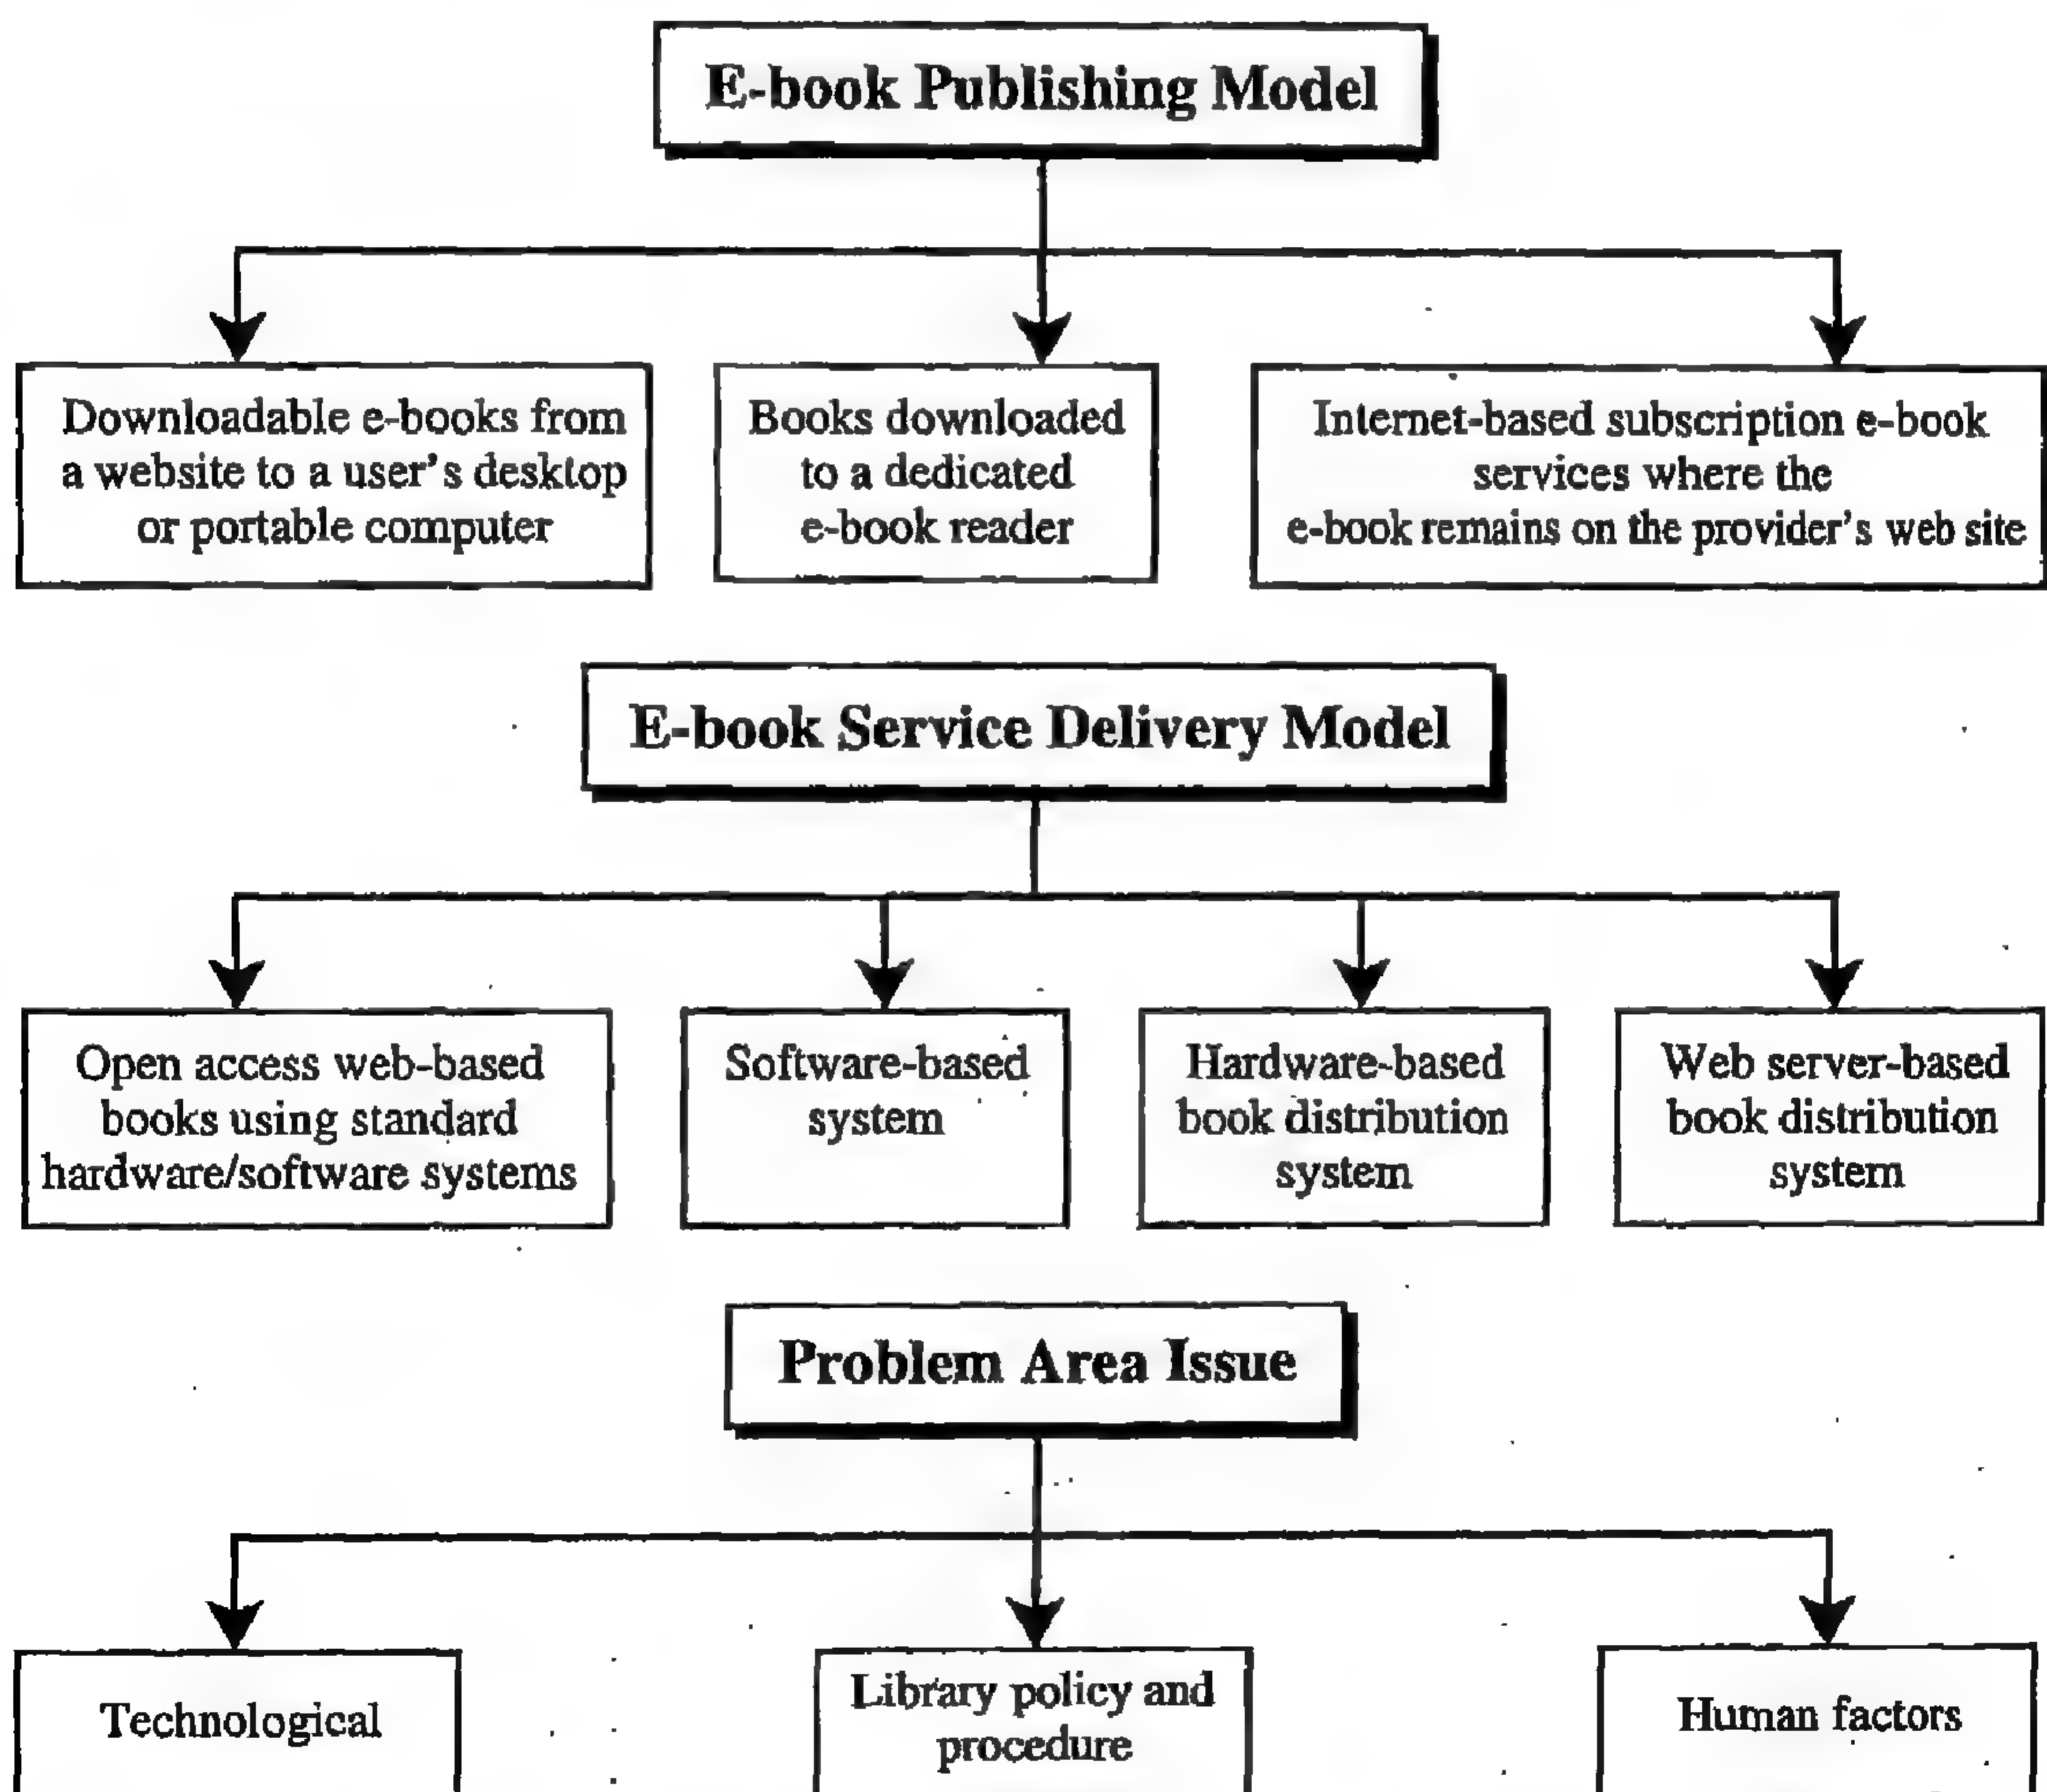 E-book Publishing Model
Downloadable e-books from
a website to a user's desktop
or portable computer
Books downloaded
to a dedicated
e-book reader
Internet-based subscription e-book
services where the
e-book remains on the provider's web site
E-book Service Delivery Model
Open access web-based
books using standard
hardware/software systems
Software-based
system
Hardware-based
book distribution
system
Web server-based
book distribution
system
Problem Area Issue
Technological
Library policy and
procedure
Human factors